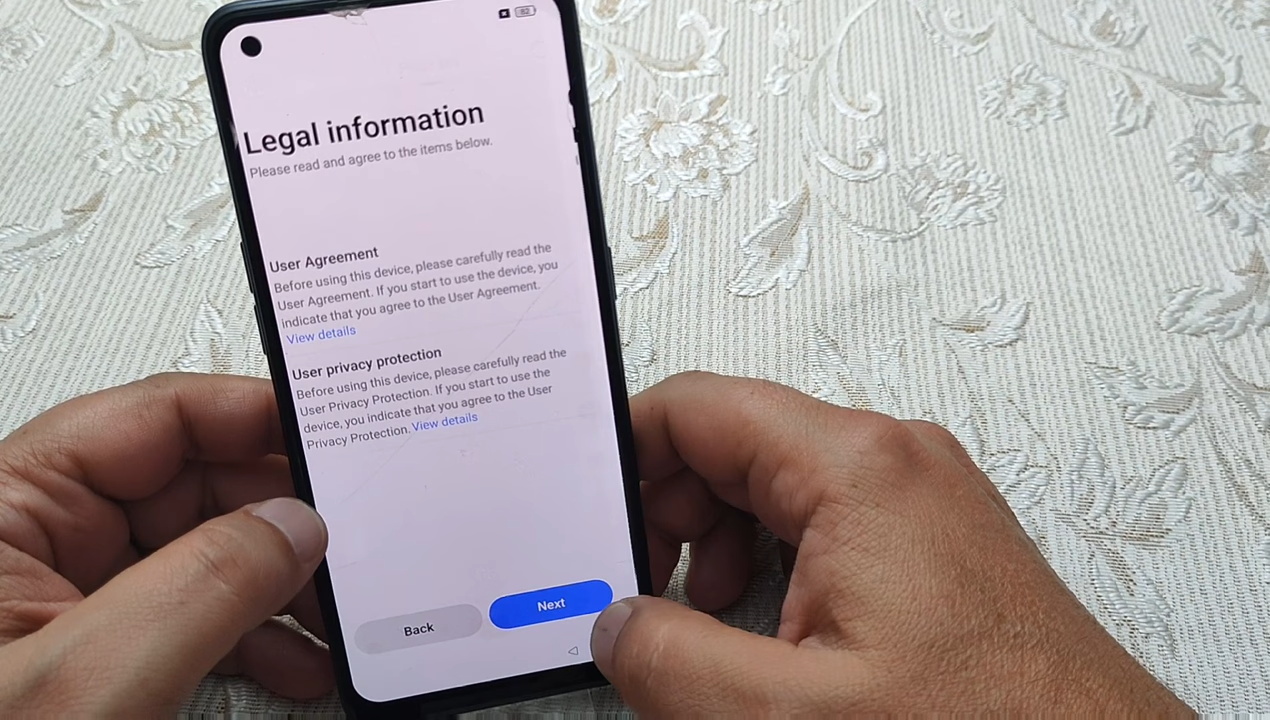 82
Legal information
Please read and agree to the items below.
User Agreement
Before using this device, please carefully read the
User Agreement. If you start to use the device, you
indicate that you agree to the User Agreement.
View details
User privacy protection
Before using this device, please carefully read the
User Privacy Protection. If you start to use the
device, you indicate that you agree to the User
Privacy Protection. View details
Back
Next